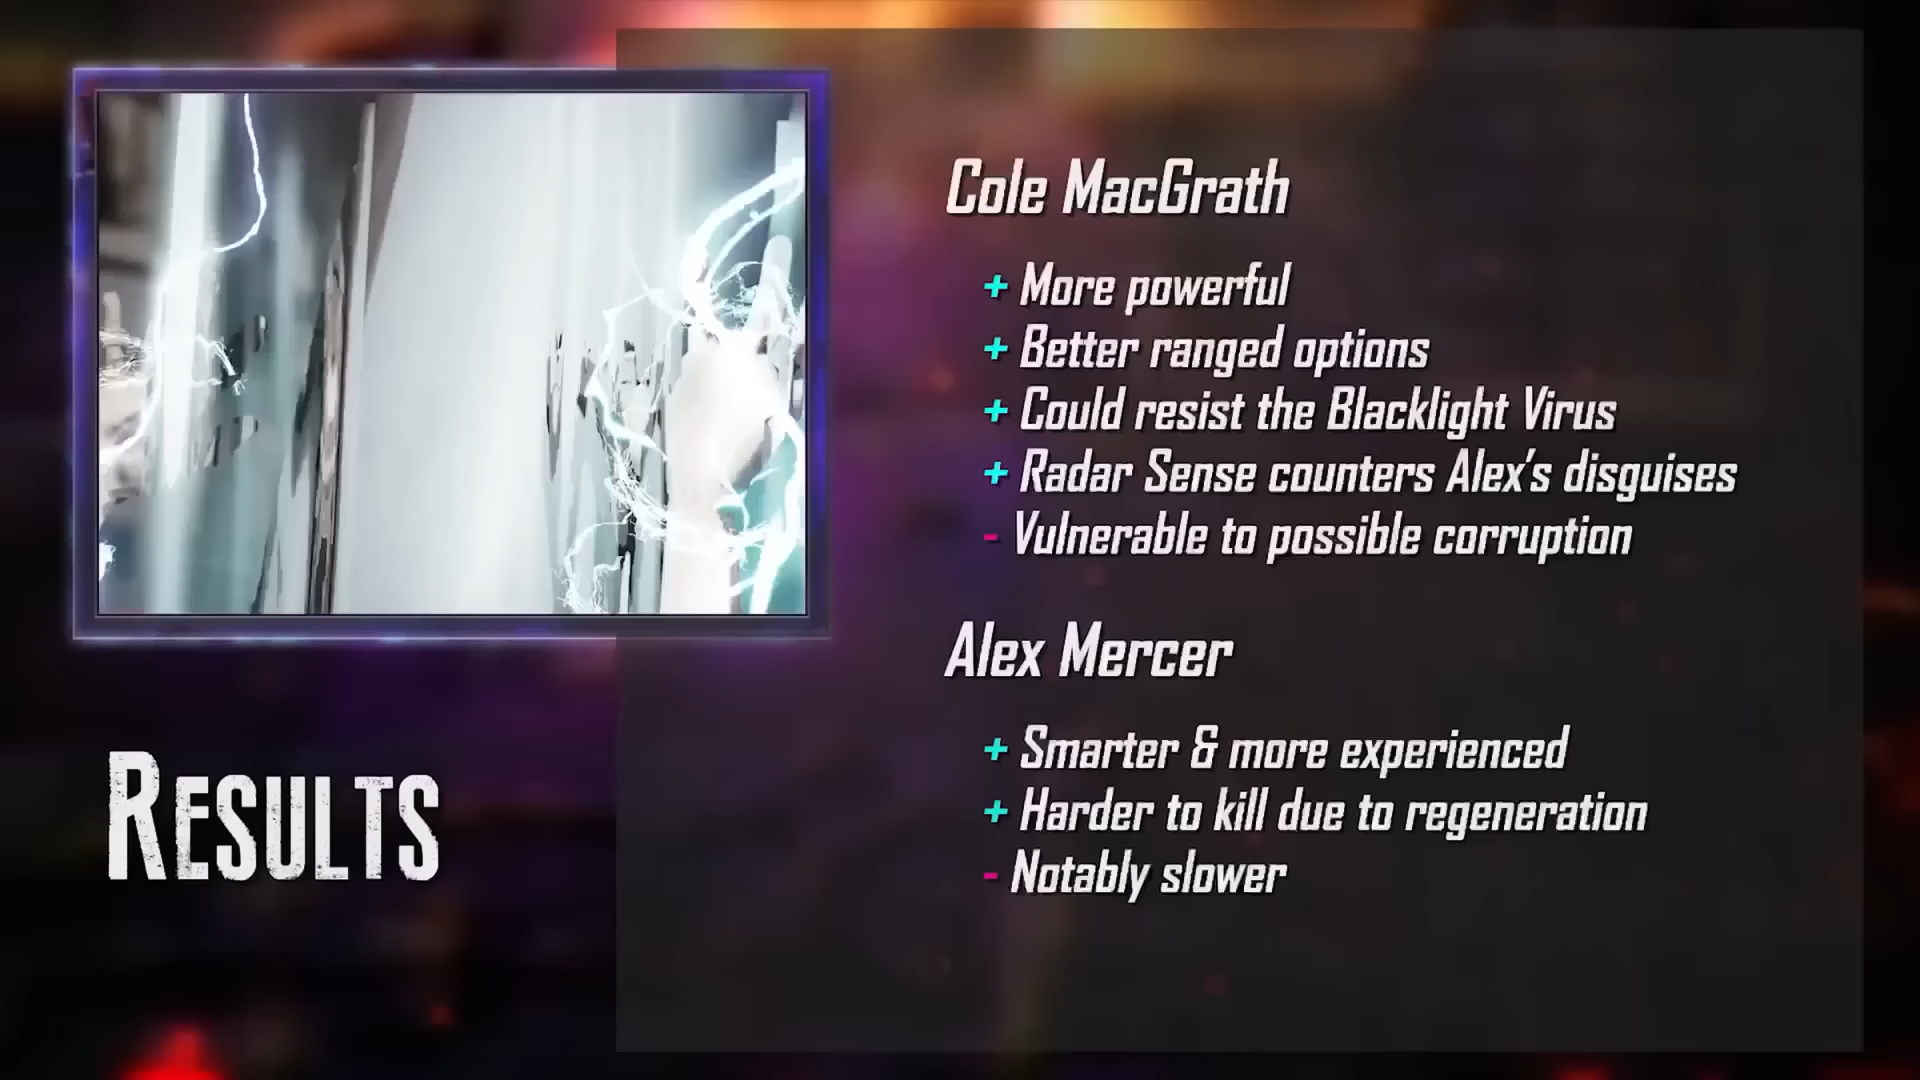 Cole MacGrath
+ More powerful
+ Better ranged options
+ Could resist the Blacklight Virus
+ Radar Sense counters Alex's disguises
- Vulnerable to possible corruption
Alex Mercer
+ Smarter & more experienced
+ Harder to kill due to regeneration
- Notably slower
RESULTS